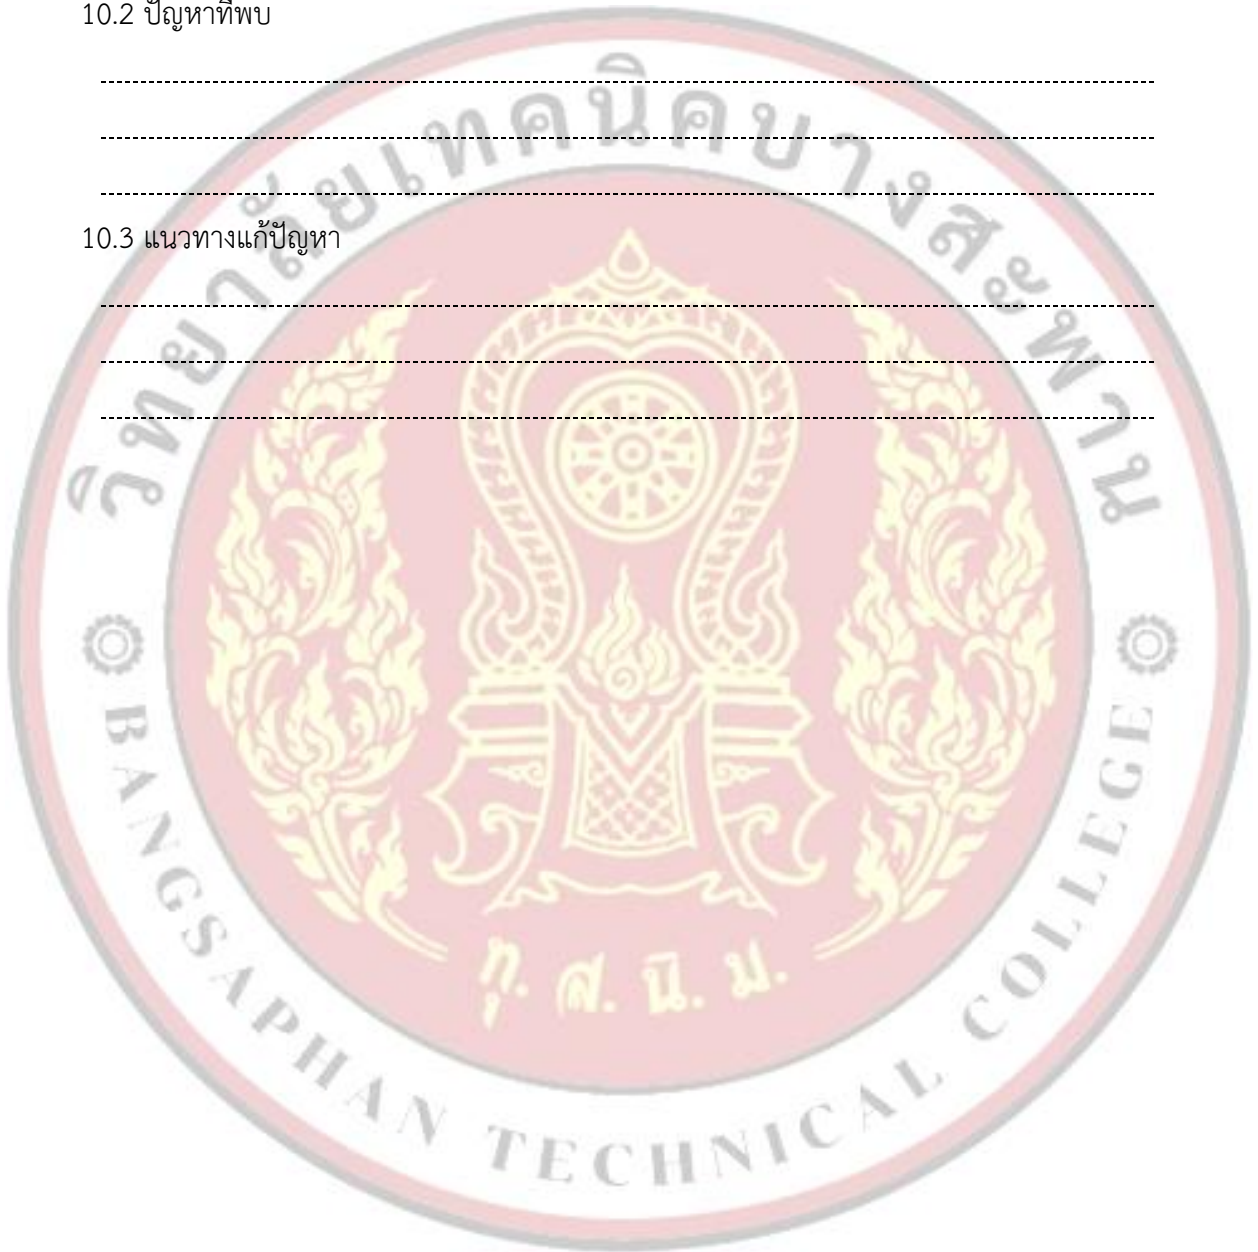 10.2 ปัญหาที่พบ
10.3 แนวทางแก้ปัญหา
วิทยาลัยเทคนิคบางสะพาน
ทุ. ส. นิ. ม.
BANGSAPHAN TECHNICAL COLLEGE